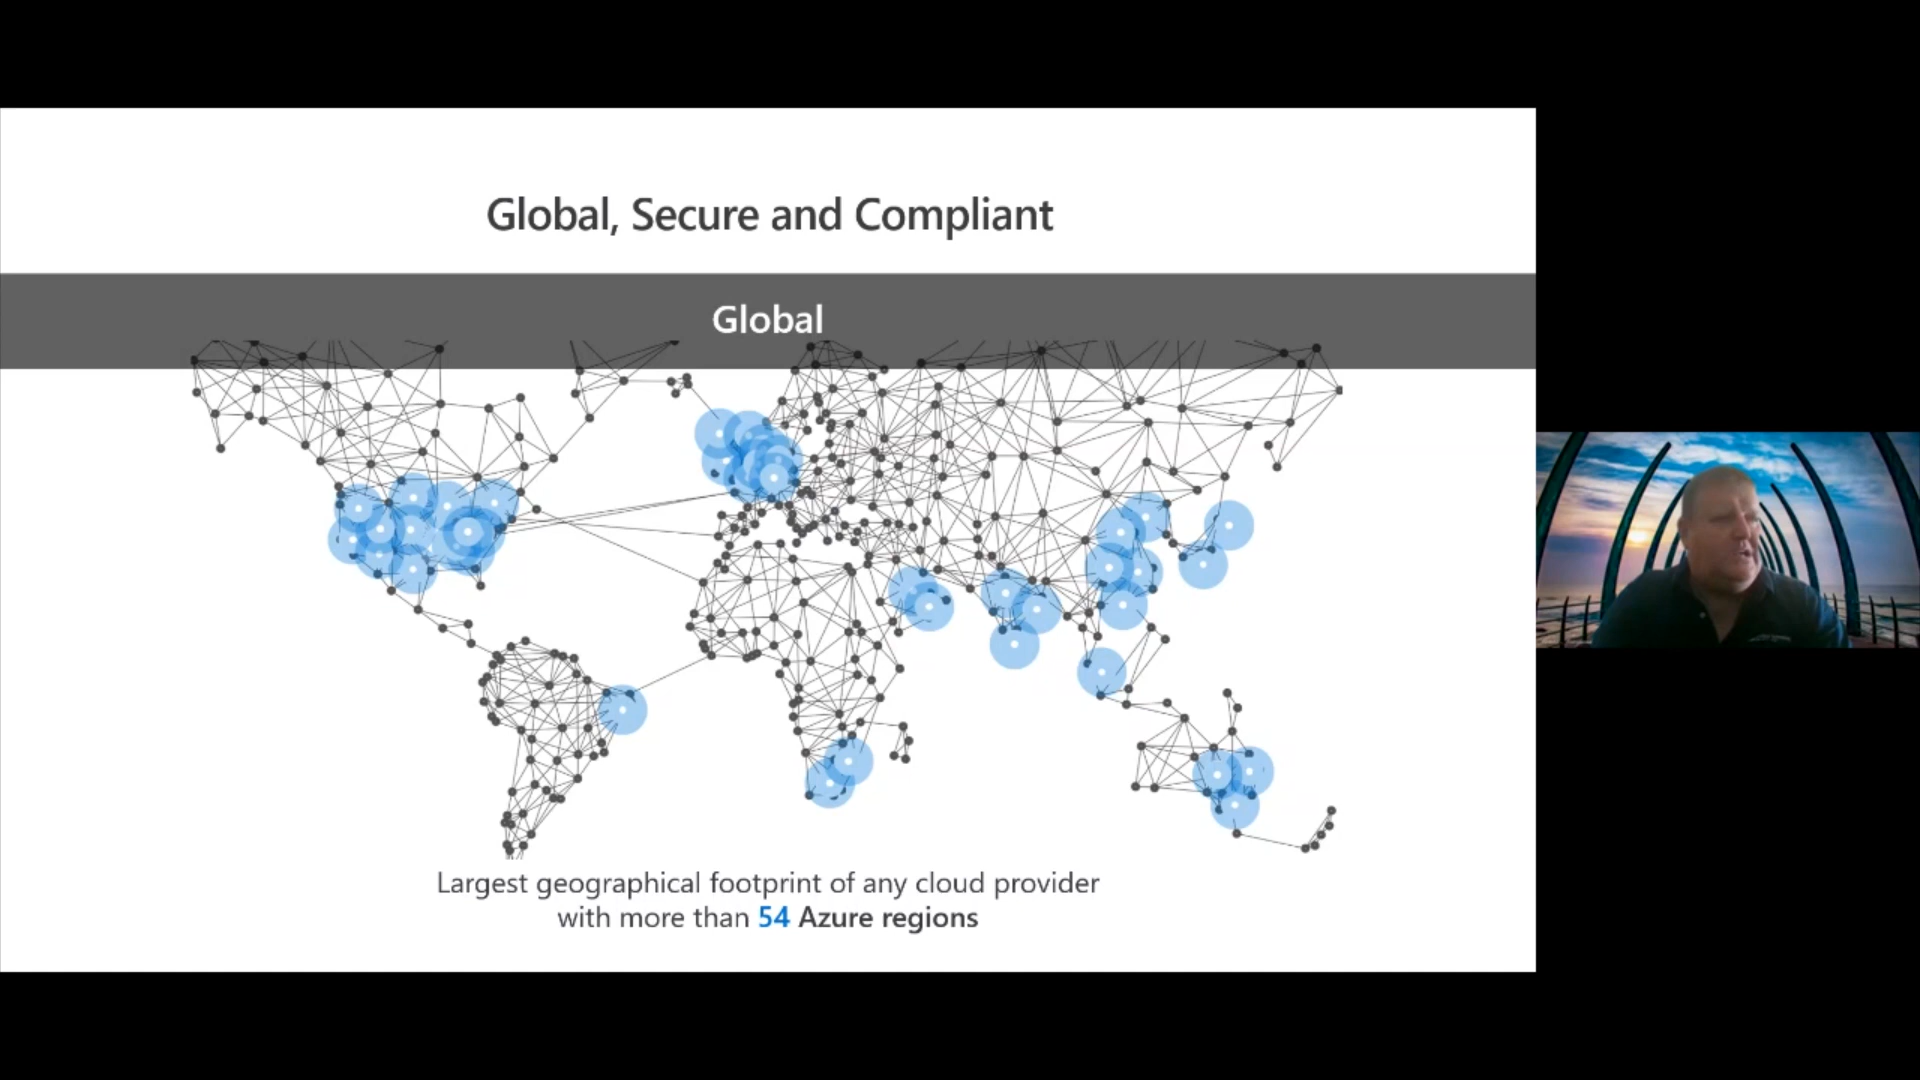 Global, Secure and Compliant
Global
Largest geographical footprint of any cloud provider
with more than 54 Azure regions